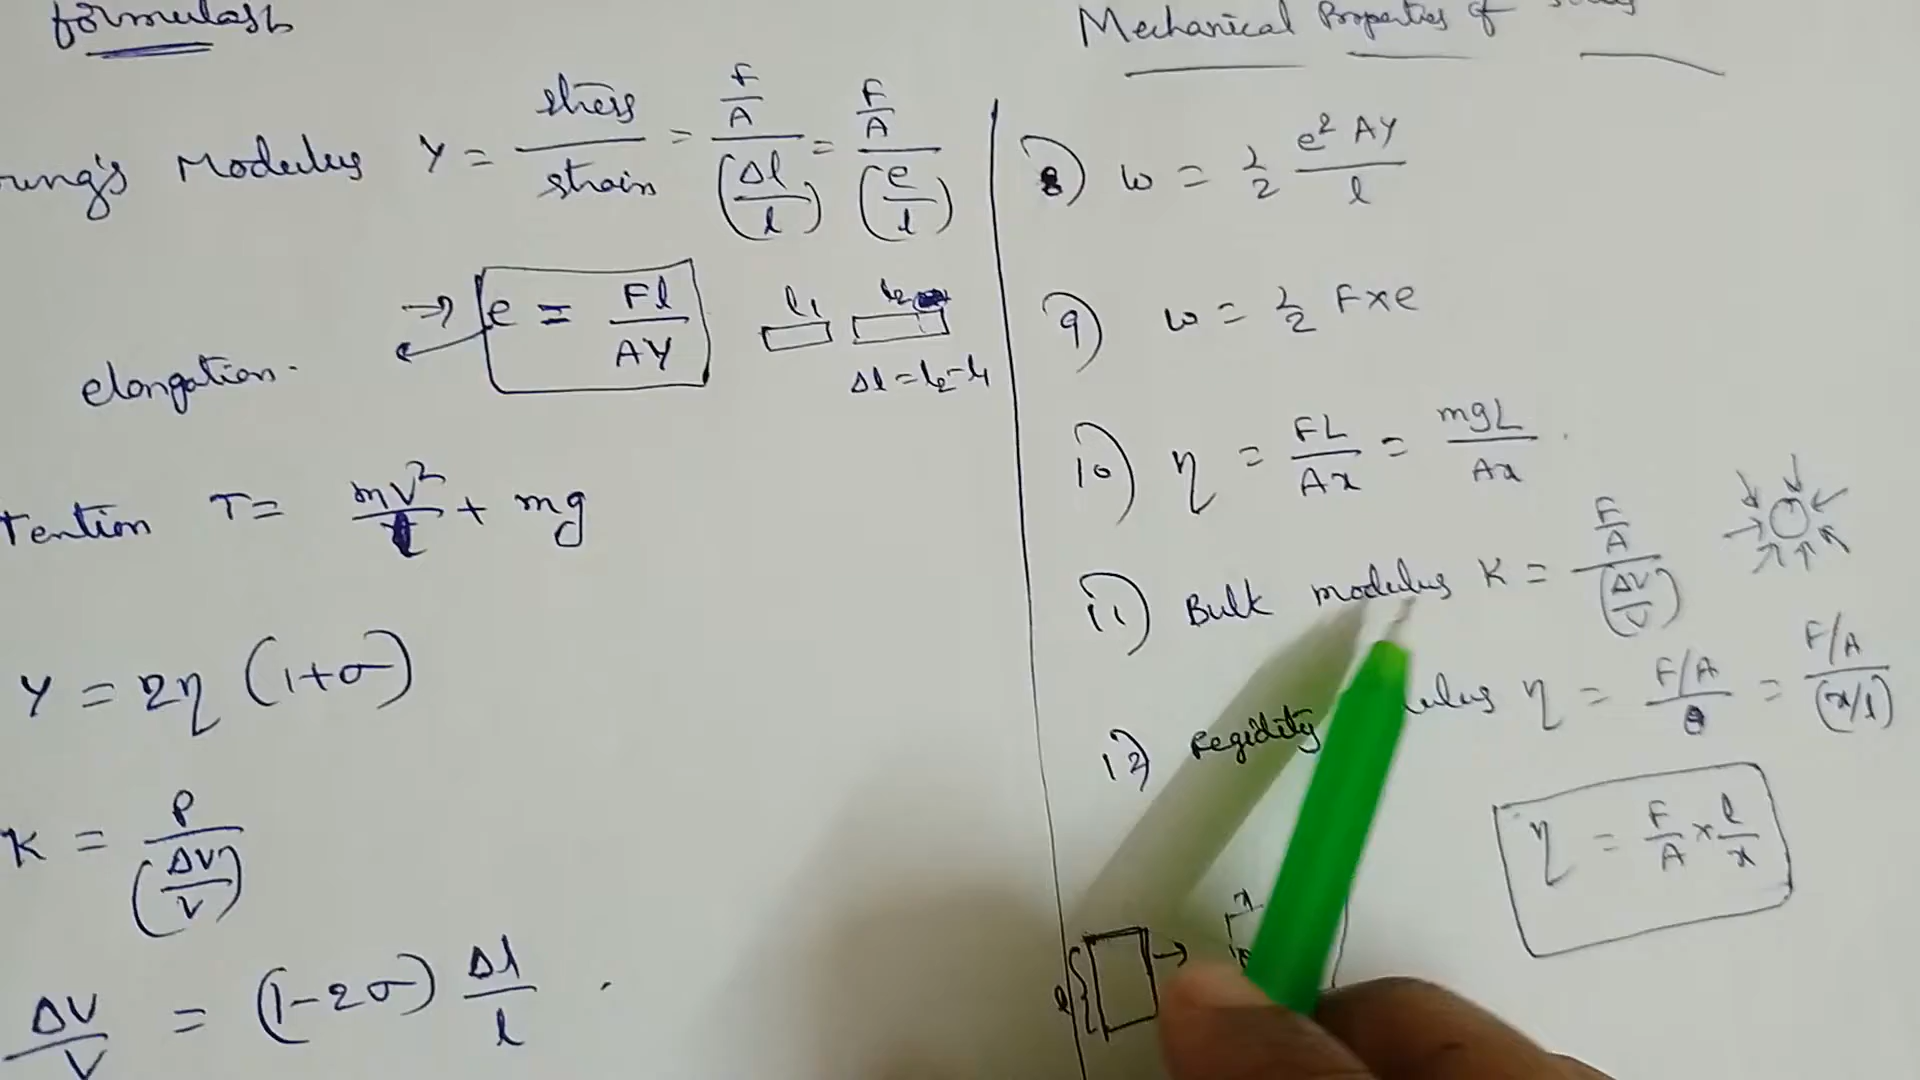 formulas
Mechanical Properties of
Modulus Y = stress/strain = (F/A)/(Δl/l) = (F/A)/(e/l)
→ e = Fl/AY
l1 l2
Δl = l2-l1
elongation.
Tention T = mv²/l + mg
Y = 2η (1+σ)
K = P/(ΔV/V)
ΔV/V = (1-2σ) Δl/l .
8) W = 1/2 e² AY/l
9) W = 1/2 F x e
10) η = FL/Ax = mgL/Ax
11) Bulk modulus K = (F/A)/(ΔV/V)
12) Regidity η = (F/A)/θ = (F/A)/(x/l)
η = F/A x l/x
x
l